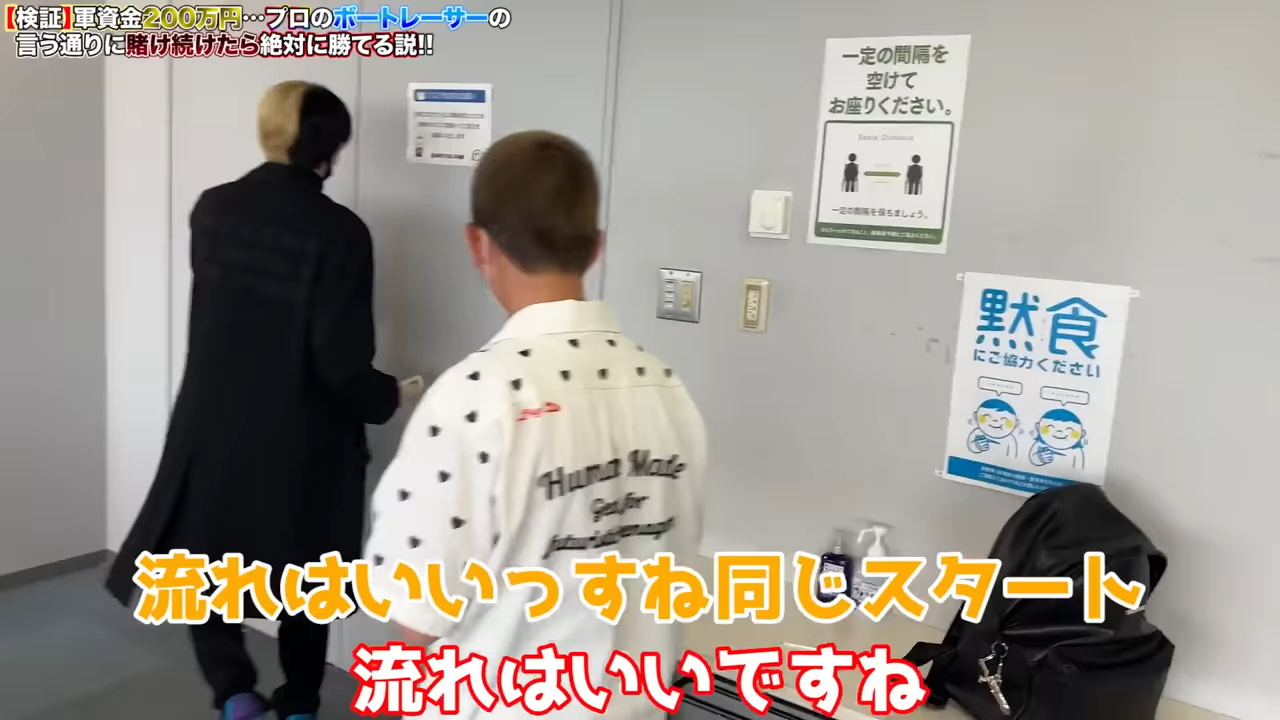 【検証】軍資金200万円…プロのボートレーサーの
言う通りに賭け続けたら絶対に勝てる説!!
一定の間隔を
空けて
お座りください。
Social Distance
一定の間隔を保ちましょう。
黙食
にご協力ください
Human Made
Gear for
流れはいいっすね同じスタート
流れはいいですね